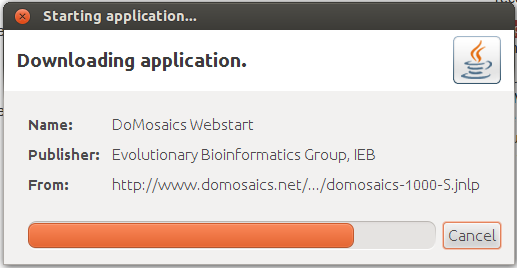 Starting application...
Downloading application.
Name: DoMosaics Webstart
Publisher: Evolutionary Bioinformatics Group, IEB
From: http://www.domosaics.net/.../domosaics-1000-S.jnlp
Cancel